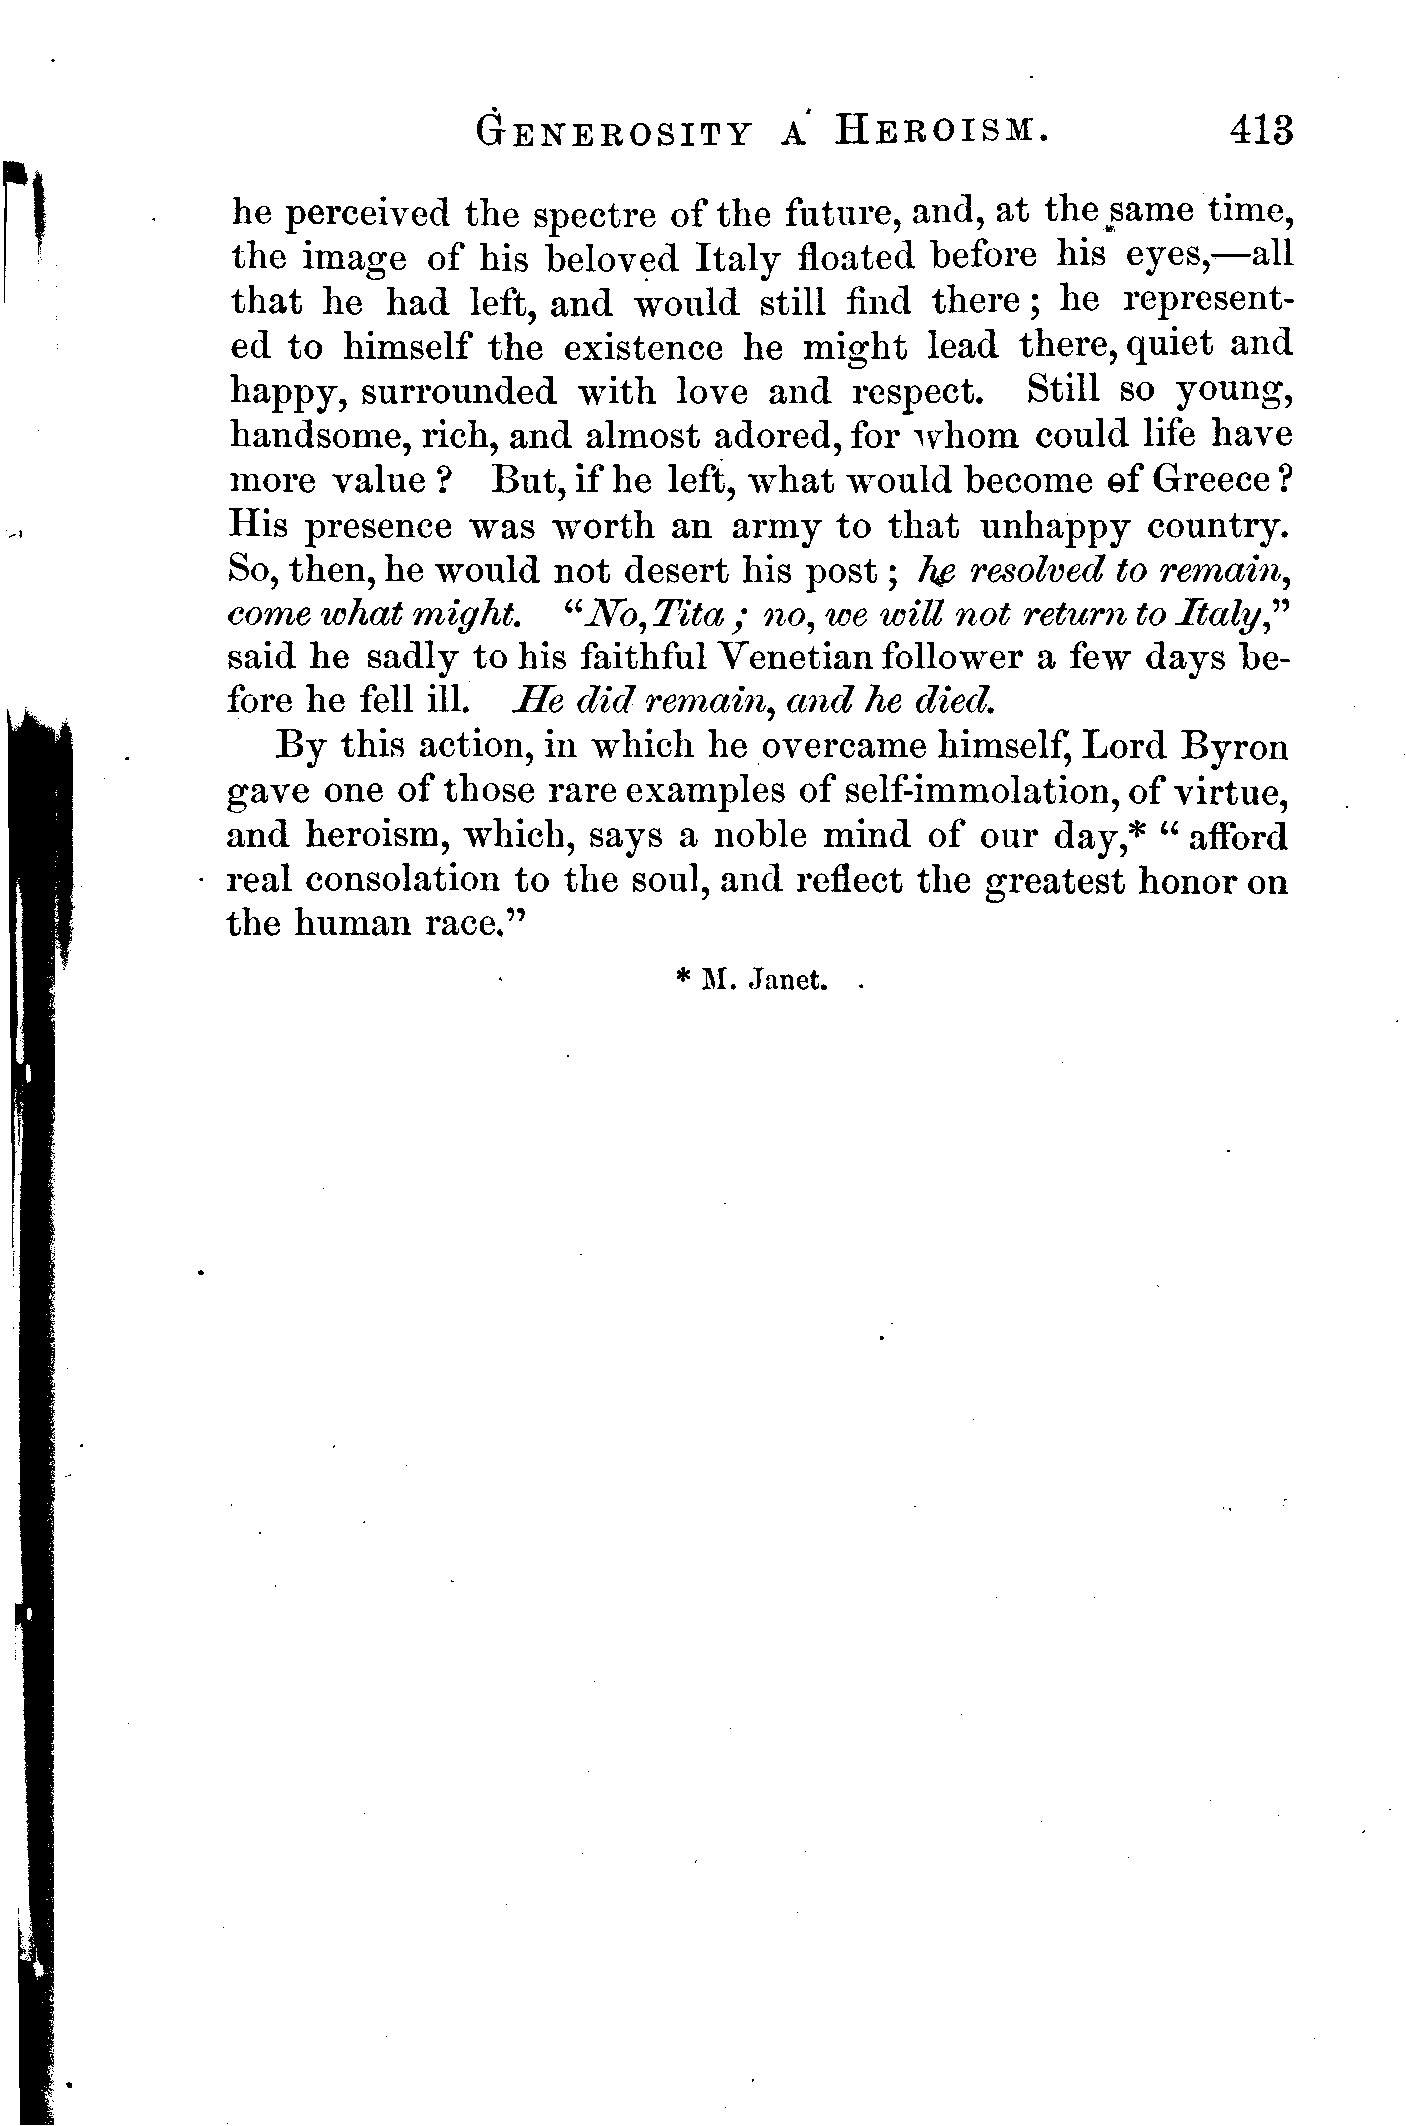 GENEROSITY A HEROISM. 413
he perceived the spectre of the future, and, at the same time,
the image of his beloved Italy floated before his eyes,—all
that he had left, and would still find there; he represent-
ed to himself the existence he might lead there, quiet and
happy, surrounded with love and respect. Still so young,
handsome, rich, and almost adored, for whom could life have
more value? But, if he left, what would become of Greece?
His presence was worth an army to that unhappy country.
So, then, he would not desert his post; he resolved to remain,
come what might. "No, Tita; no, we will not return to Italy,"
said he sadly to his faithful Venetian follower a few days be-
fore he fell ill. He did remain, and he died.
By this action, in which he overcame himself, Lord Byron
gave one of those rare examples of self-immolation, of virtue,
and heroism, which, says a noble mind of our day,* "afford
real consolation to the soul, and reflect the greatest honor on
the human race."
* M. Janet.